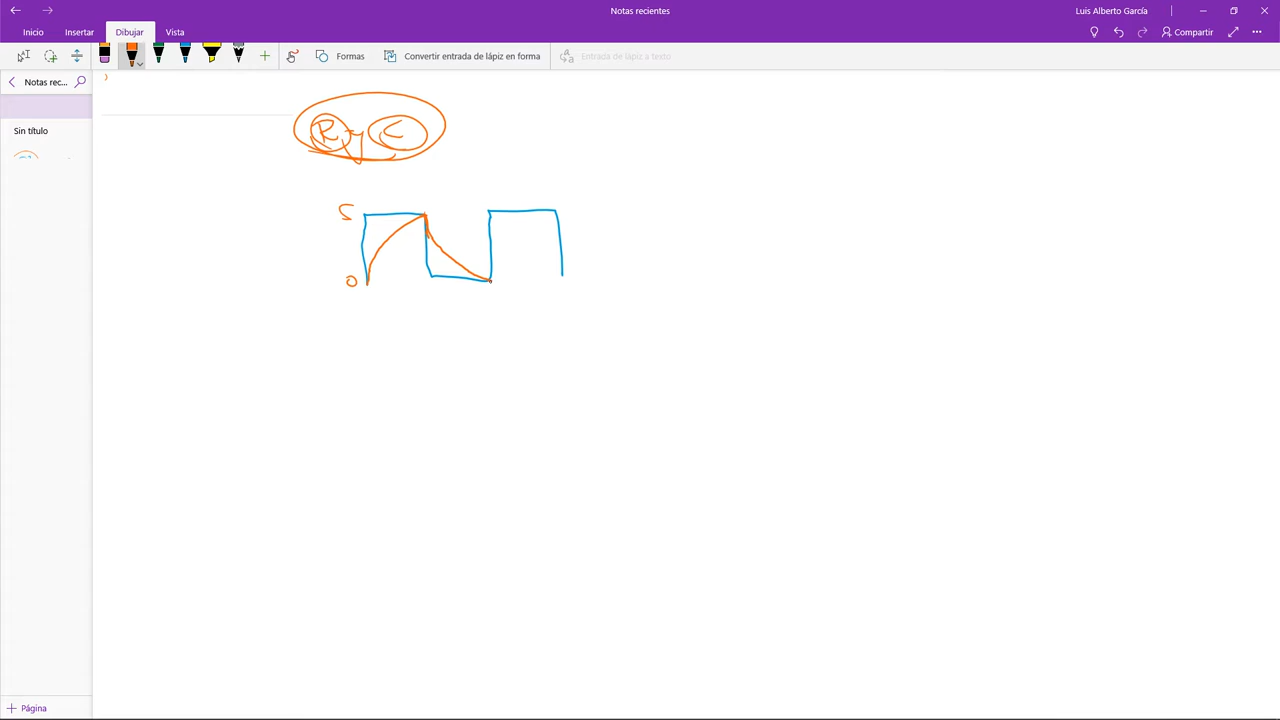 Notas recientes
Luis Alberto García
Inicio
Insertar
Dibujar
Vista
Compartir
Formas
Convertir entrada de lápiz en forma
Entrada de lápiz a texto
Notas rec...
Sin título
R y C
5
0
Página